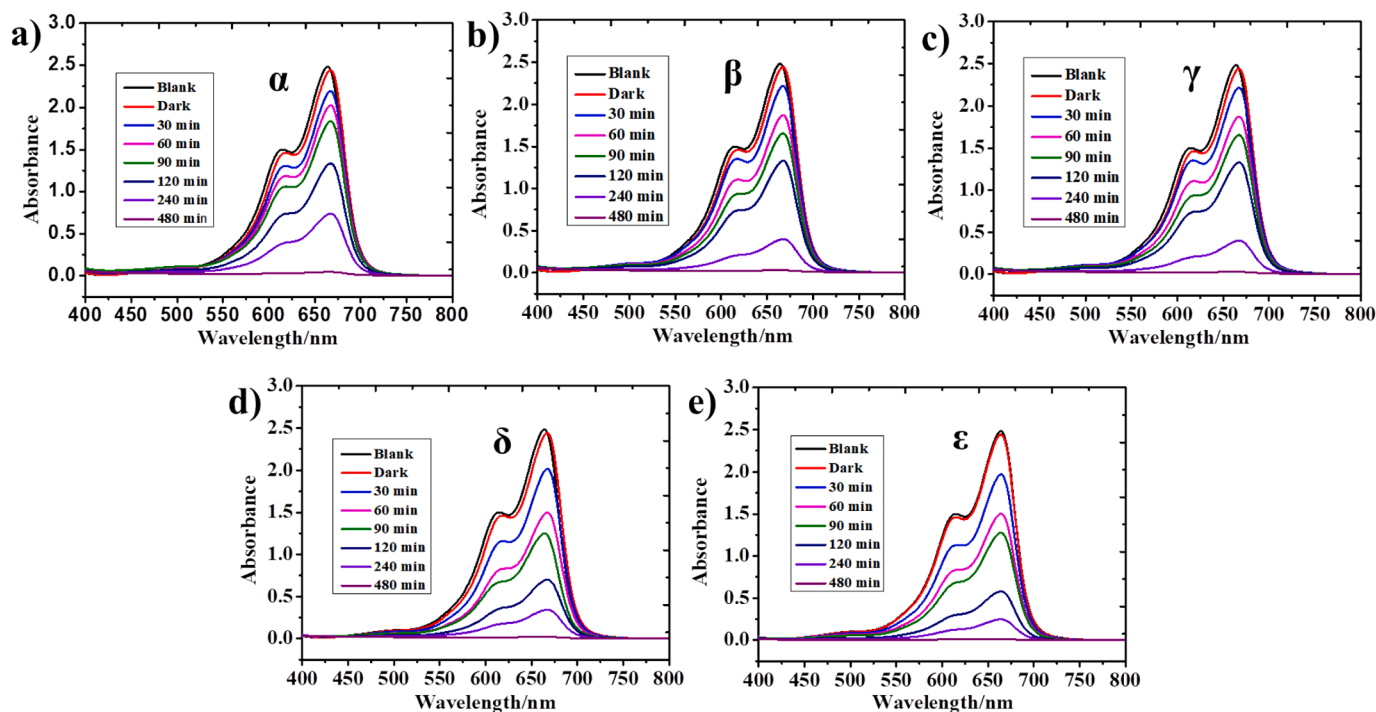 a)
α
3.0
2.5
2.0
1.5
1.0
0.5
0.0
Absorbance
Blank
Dark
30 min
60 min
90 min
120 min
240 min
480 min
400 450 500 550 600 650 700 750 800
Wavelength/nm
b)
β
3.0
2.5
2.0
1.5
1.0
0.5
0.0
Absorbance
Blank
Dark
30 min
60 min
90 min
120 min
240 min
480 min
400 450 500 550 600 650 700 750 800
Wavelength/nm
c)
γ
3.0
2.5
2.0
1.5
1.0
0.5
0.0
Absorbance
Blank
Dark
30 min
60 min
90 min
120 min
240 min
480 min
400 450 500 550 600 650 700 750 800
Wavelength/nm
d)
δ
3.0
2.5
2.0
1.5
1.0
0.5
0.0
Absorbance
Blank
Dark
30 min
60 min
90 min
120 min
240 min
480 min
400 450 500 550 600 650 700 750 800
Wavelength/nm
e)
ε
3.0
2.5
2.0
1.5
1.0
0.5
0.0
Absorbance
Blank
Dark
30 min
60 min
90 min
120 min
240 min
480 min
400 450 500 550 600 650 700 750 800
Wavelength/nm